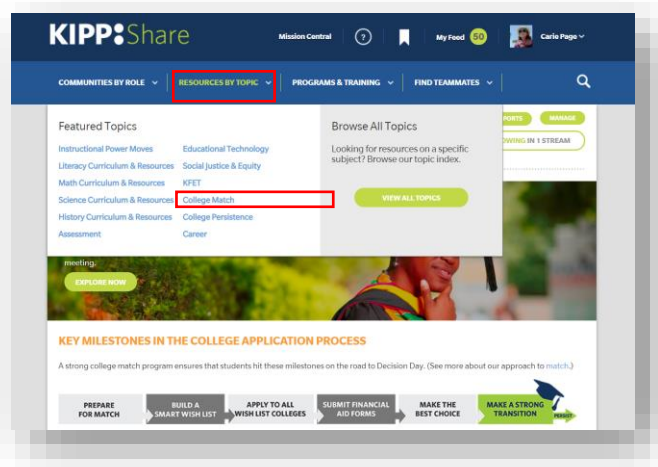 KIPP:Share
Mission Central ? My Feed 50 Carie Page
COMMUNITIES BY ROLE RESOURCES BY TOPIC PROGRAMS & TRAINING FIND TEAMMATES
Featured Topics
Instructional Power Moves
Literacy Curriculum & Resources
Math Curriculum & Resources
Science Curriculum & Resources
History Curriculum & Resources
Assessment
Educational Technology
Social Justice & Equity
KFET
College Match
College Persistence
Career
Browse All Topics
Looking for resources on a specific
subject? Browse our topic index.
VIEW ALL TOPICS
MANAGE
IN 1 STREAM
meeting.
EXPLORE NOW
KEY MILESTONES IN THE COLLEGE APPLICATION PROCESS
A strong college match program ensures that students hit these milestones on the road to Decision Day. (See more about our approach to match.)
PREPARE
FOR MATCH
BUILD A
SMART WISH LIST
APPLY TO ALL
WISH LIST COLLEGES
SUBMIT FINANCIAL
AID FORMS
MAKE THE
BEST CHOICE
MAKE A STRONG
TRANSITION
PERSIST